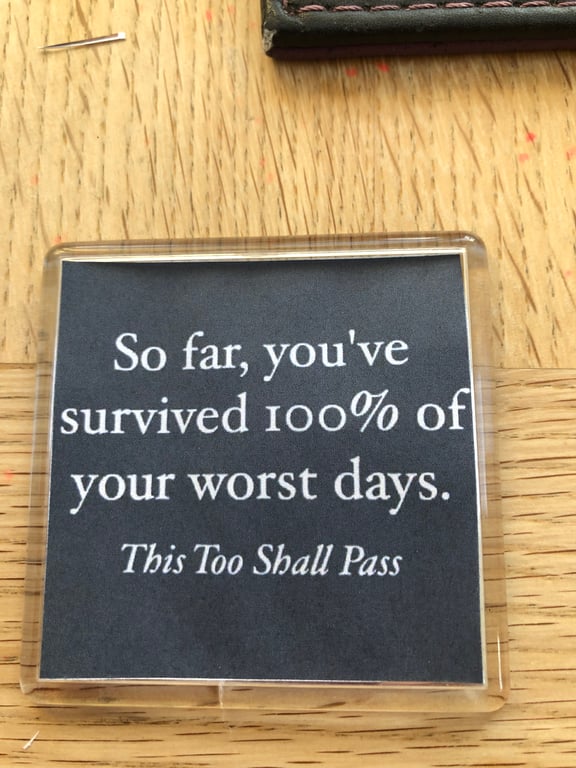 So far, you've
survived 100% of
your worst days.
This Too Shall Pass